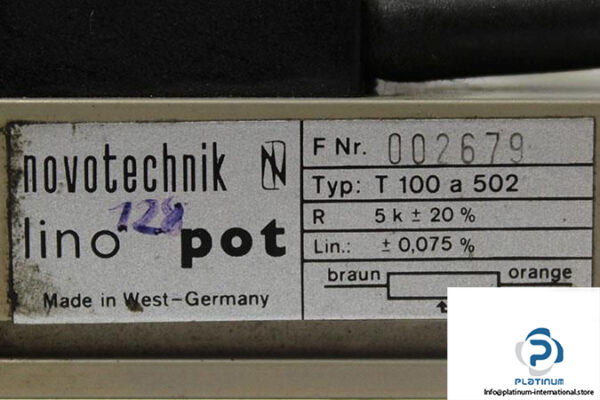 novotechnik
lino pot
128
Made in West-Germany
F Nr. 002679
Typ: T 100 a 502
R 5 k ± 20 %
Lin.: ± 0,075 %
braun orange
PLATINUM
Info@platinum-international.store